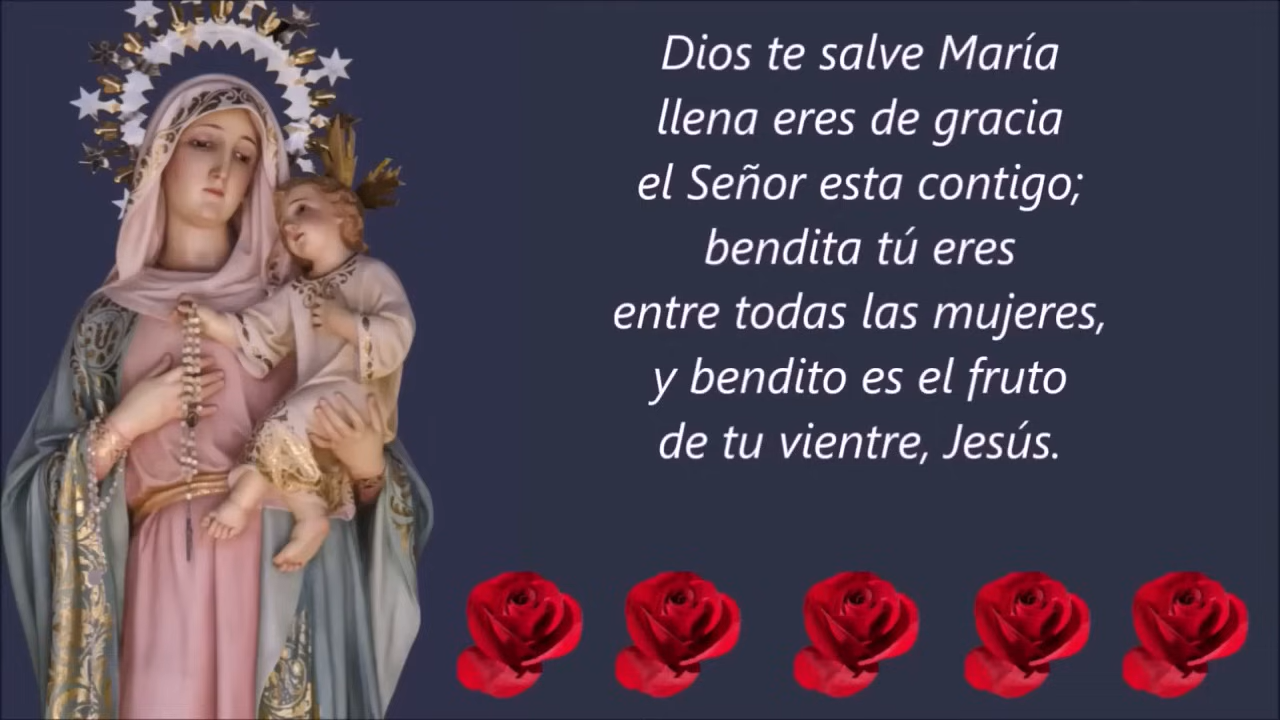 Dios te salve María
llena eres de gracia
el Señor esta contigo;
bendita tú eres
entre todas las mujeres,
y bendito es el fruto
de tu vientre, Jesús.